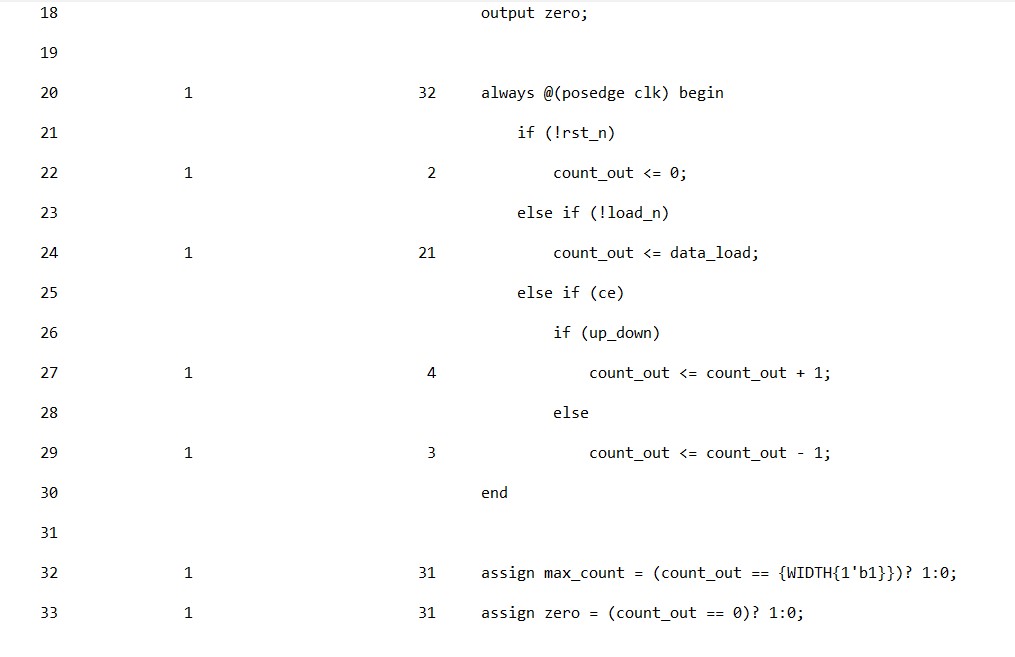 18 output zero;
19
20 1 32 always @(posedge clk) begin
21 if (!rst_n)
22 1 2 count_out <= 0;
23 else if (!load_n)
24 1 21 count_out <= data_load;
25 else if (ce)
26 if (up_down)
27 1 4 count_out <= count_out + 1;
28 else
29 1 3 count_out <= count_out - 1;
30 end
31
32 1 31 assign max_count = (count_out == {WIDTH{1'b1}})? 1:0;
33 1 31 assign zero = (count_out == 0)? 1:0;